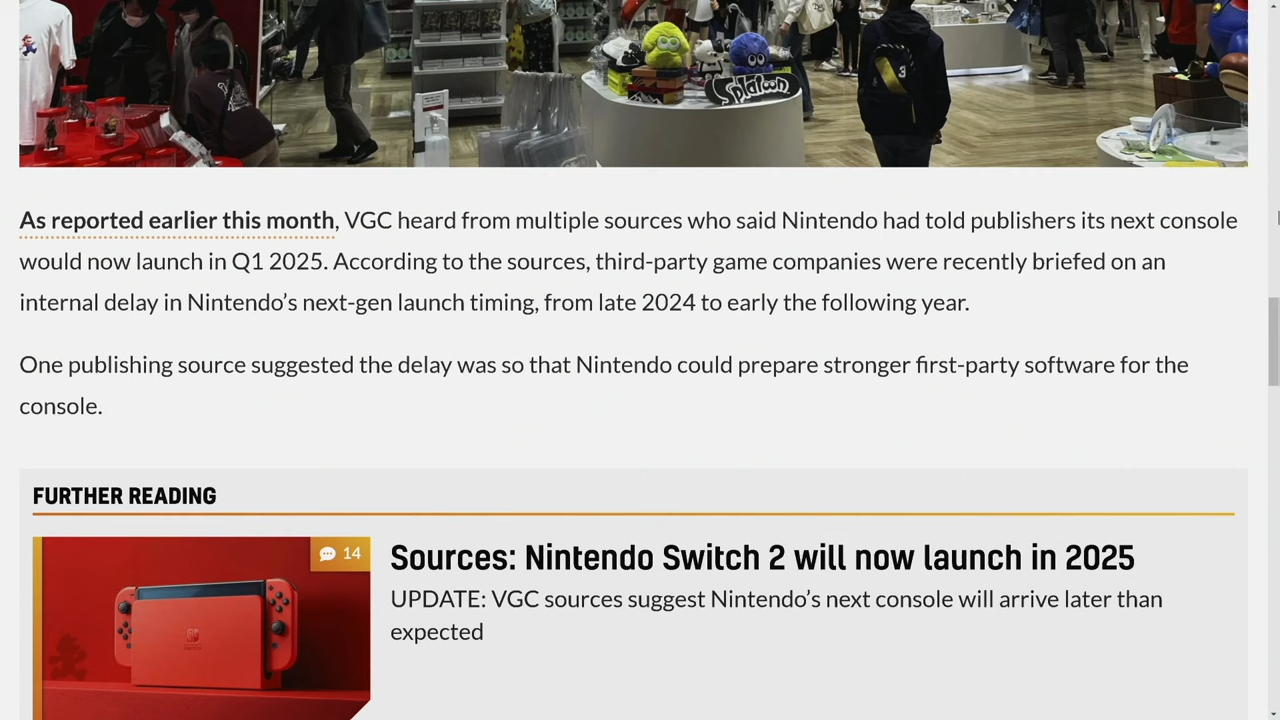 Splatoon
3
As reported earlier this month, VGC heard from multiple sources who said Nintendo had told publishers its next console
would now launch in Q1 2025. According to the sources, third-party game companies were recently briefed on an
internal delay in Nintendo’s next-gen launch timing, from late 2024 to early the following year.
One publishing source suggested the delay was so that Nintendo could prepare stronger first-party software for the
console.
FURTHER READING
14
Sources: Nintendo Switch 2 will now launch in 2025
UPDATE: VGC sources suggest Nintendo’s next console will arrive later than
expected